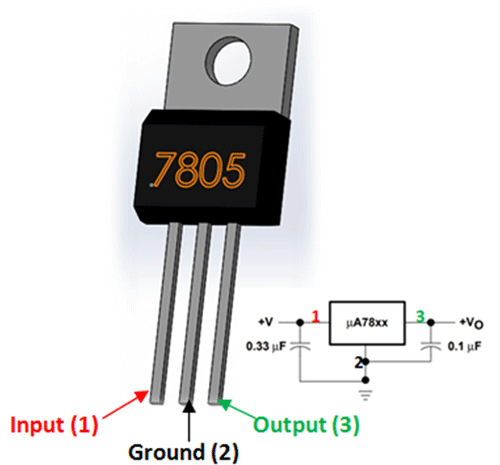 7805
+V 1 µA78xx 3 +VO
0.33 µF 2 0.1 µF
Input (1) Output (3)
Ground (2)